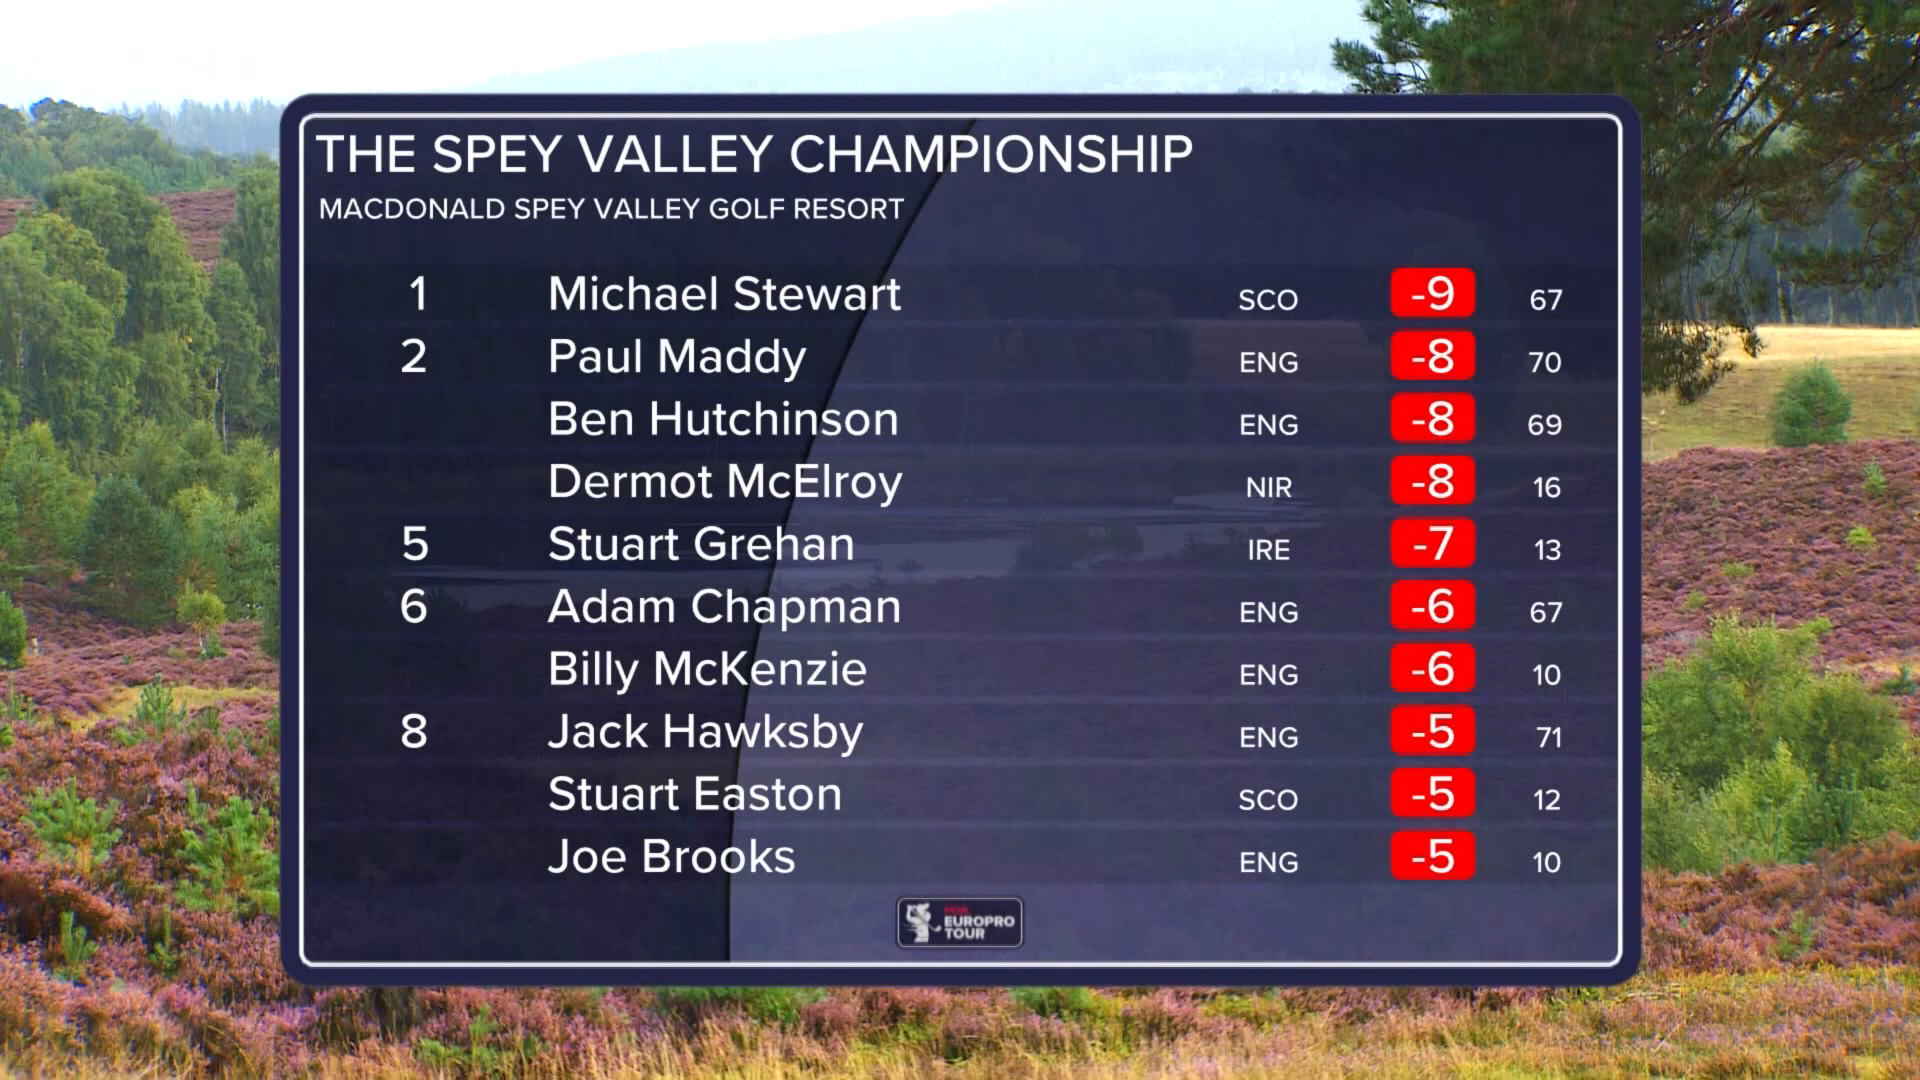 THE SPEY VALLEY CHAMPIONSHIP
MACDONALD SPEY VALLEY GOLF RESORT
1 Michael Stewart SCO -9 67
2 Paul Maddy ENG -8 70
Ben Hutchinson ENG -8 69
Dermot McElroy NIR -8 16
5 Stuart Grehan IRE -7 13
6 Adam Chapman ENG -6 67
Billy McKenzie ENG -6 10
8 Jack Hawksby ENG -5 71
Stuart Easton SCO -5 12
Joe Brooks ENG -5 10
EUROPRO
TOUR